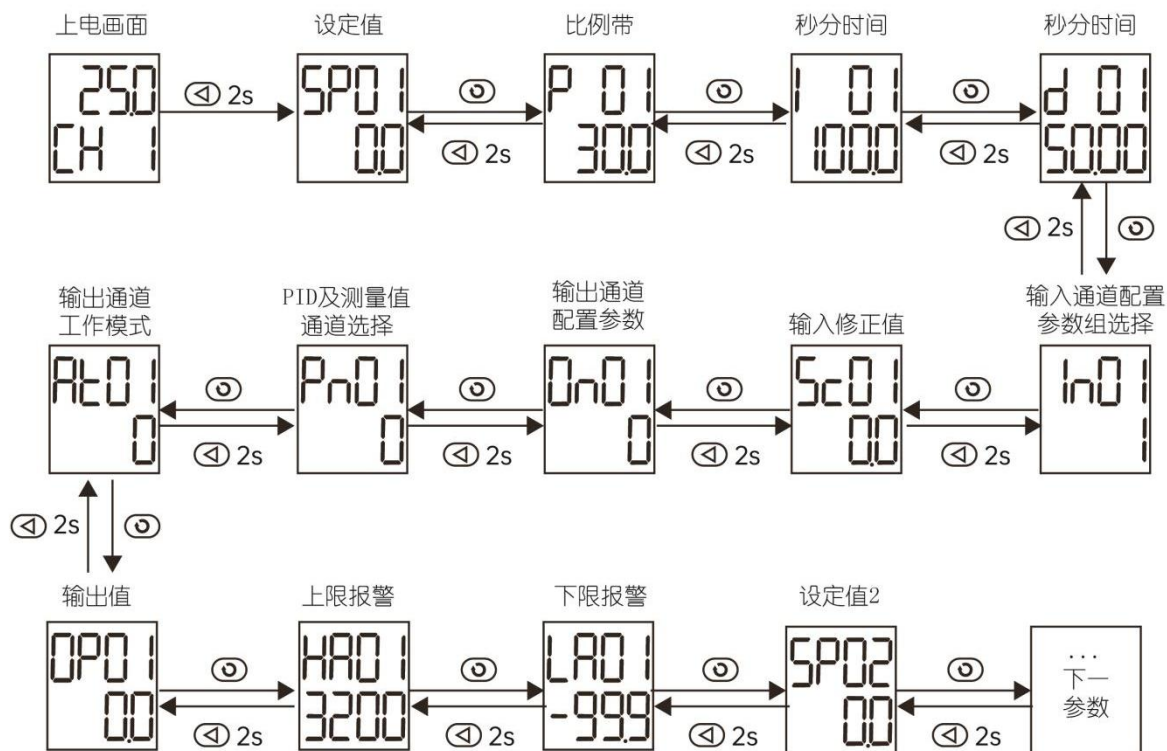 上电画面
设定值
比例带
秒分时间
秒分时间
25.0
CH 1
2s
SP01
0.0
2s
P 01
30.0
2s
I 01
100.0
2s
d 01
50.00
2s
输出通道
工作模式
PID及测量值
通道选择
输出通道
配置参数
输入修正值
输入通道配置
参数组选择
At01
0
2s
Pn01
0
2s
On01
0
2s
Sc01
0.0
2s
In01
1
2s
输出值
上限报警
下限报警
设定值2
OP01
0.0
2s
HA01
3200
2s
LA01
-99.9
2s
SP02
0.0
2s
...
下一
参数